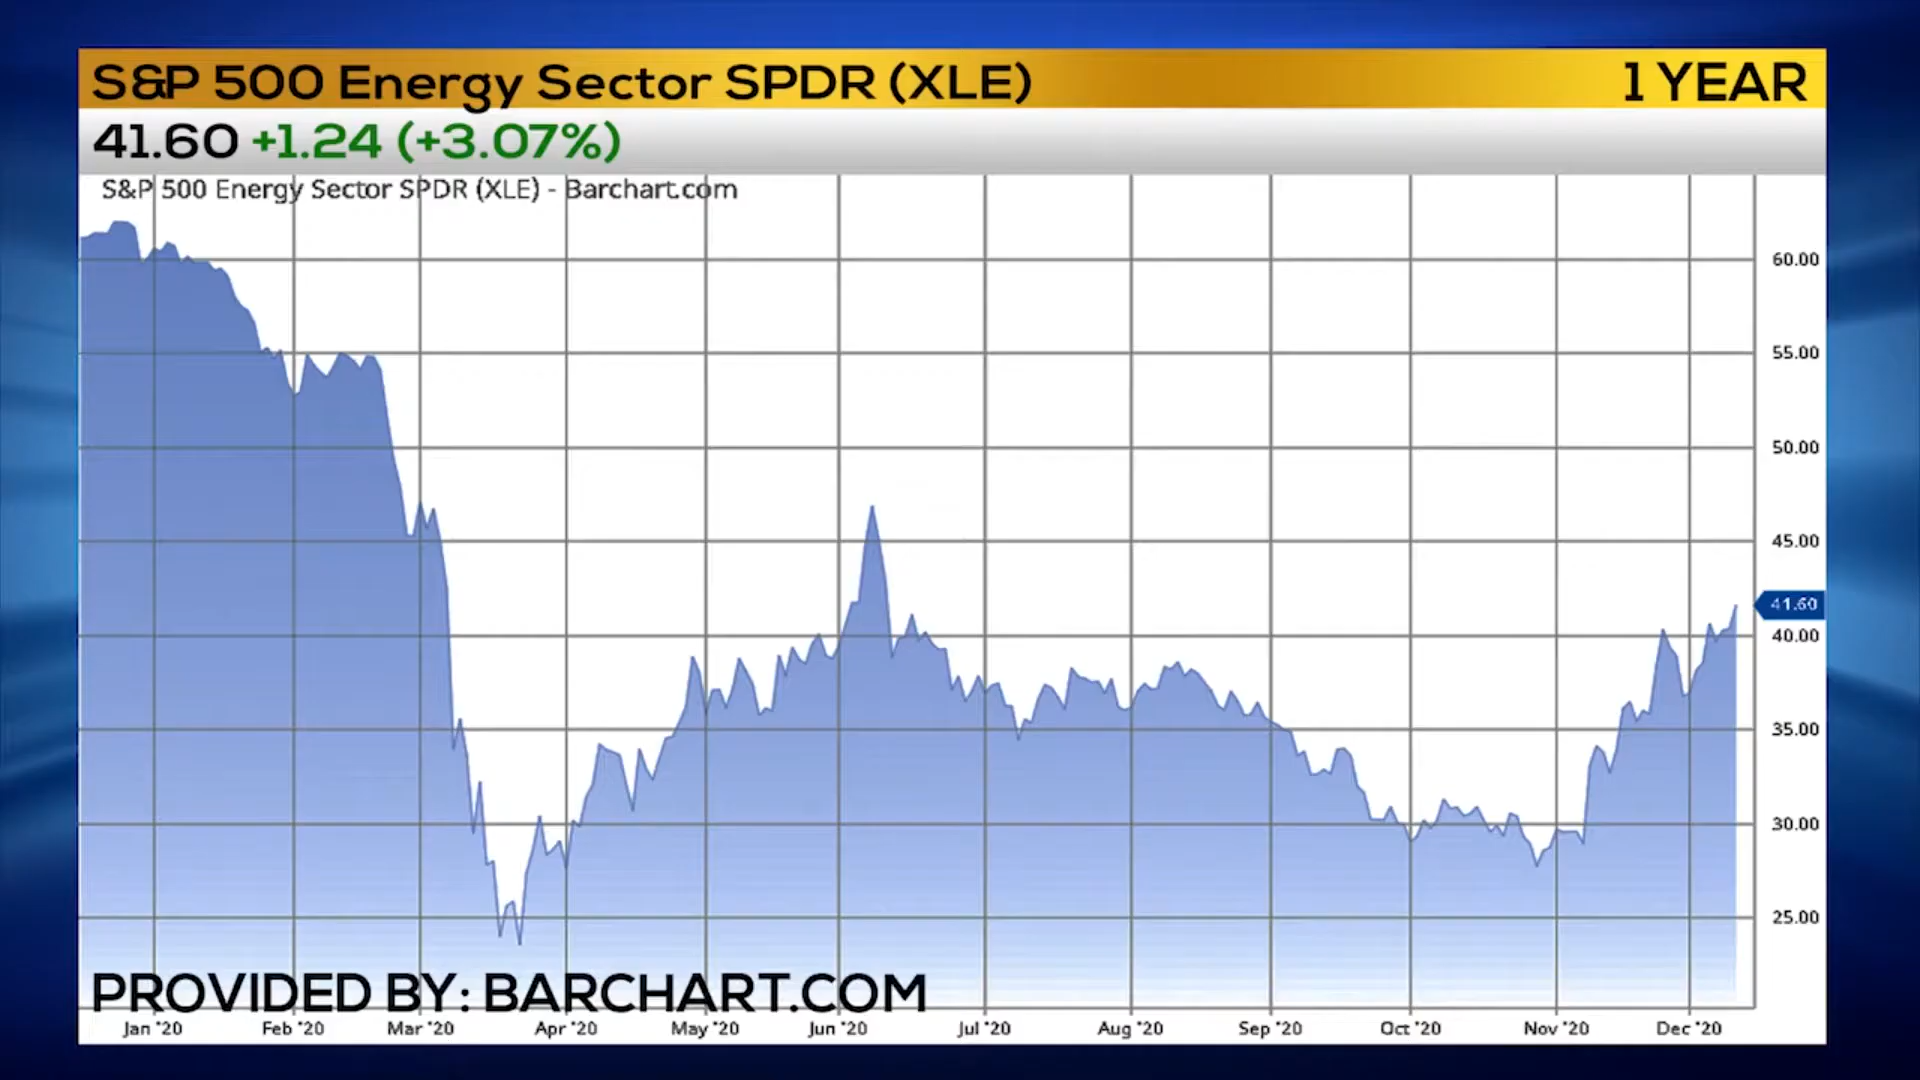 S&P 500 Energy Sector SPDR (XLE) 1 YEAR
41.60 +1.24 (+3.07%)
S&P 500 Energy Sector SPDR (XLE) - Barchart.com
60.00
55.00
50.00
45.00
41.60
40.00
35.00
30.00
25.00
PROVIDED BY: BARCHART.COM
Jan '20 Feb '20 Mar '20 Apr '20 May '20 Jun '20 Jul '20 Aug '20 Sep '20 Oct '20 Nov '20 Dec '20